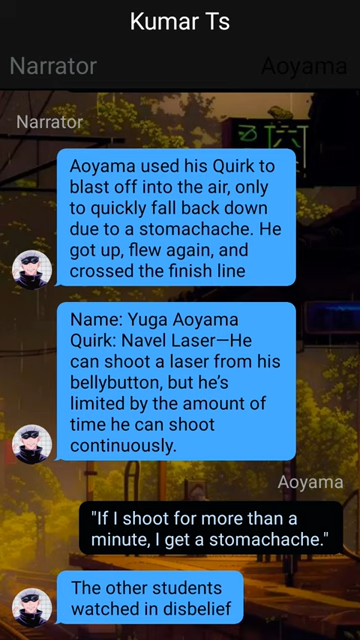 Kumar Ts
Narrator
Aoyama
Narrator
Aoyama used his Quirk to
blast off into the air, only
to quickly fall back down
due to a stomachache. He
got up, flew again, and
crossed the finish line
Name: Yuga Aoyama
Quirk: Navel Laser—He
can shoot a laser from his
bellybutton, but he's
limited by the amount of
time he can shoot
continuously.
Aoyama
"If I shoot for more than a
minute, I get a stomachache."
The other students
watched in disbelief